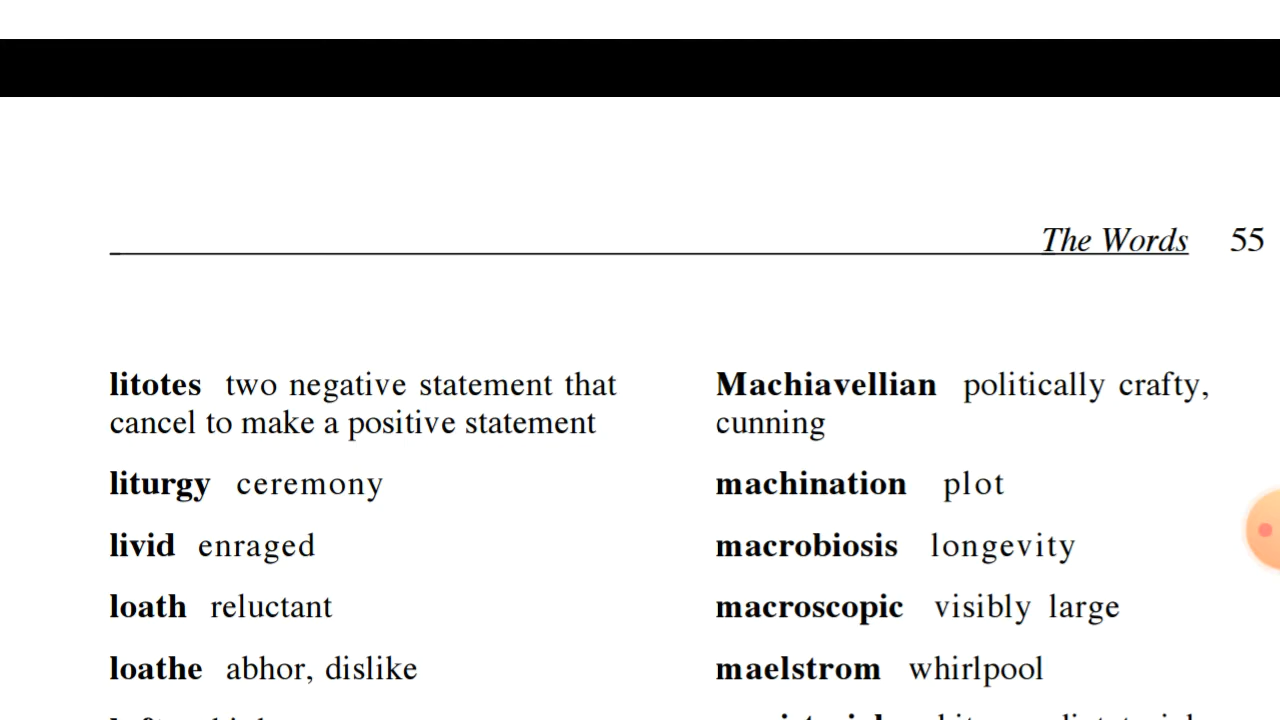 The Words 55
litotes two negative statement that
cancel to make a positive statement
liturgy ceremony
livid enraged
loath reluctant
loathe abhor, dislike
Machiavellian politically crafty,
cunning
machination plot
macrobiosis longevity
macroscopic visibly large
maelstrom whirlpool